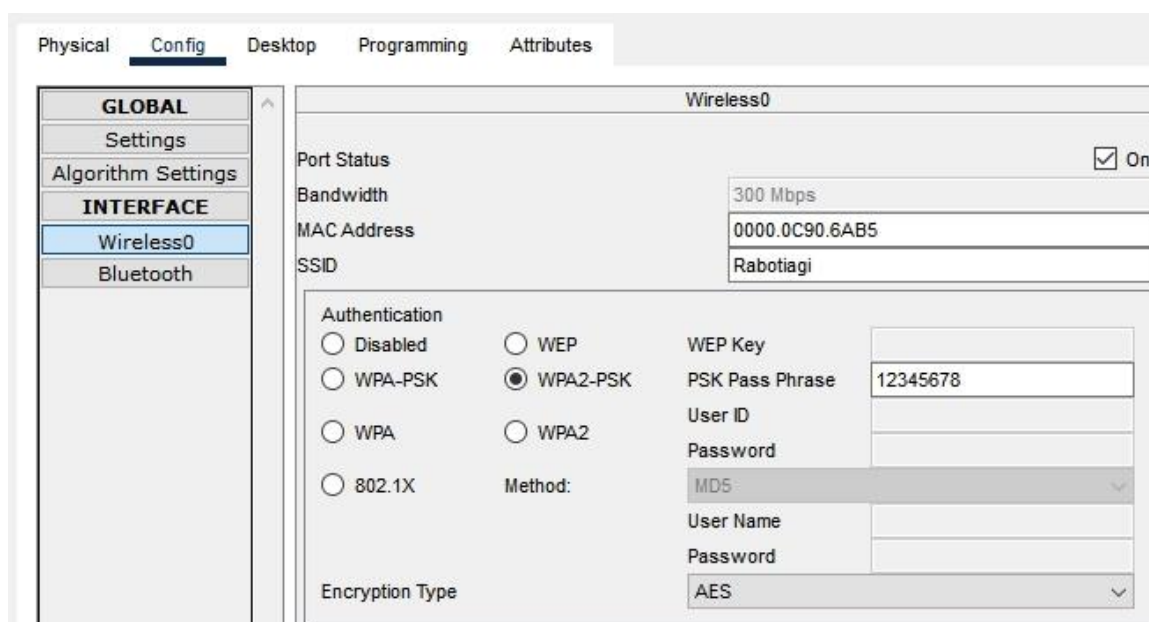 Physical Config Desktop Programming Attributes
GLOBAL
Settings
Algorithm Settings
INTERFACE
Wireless0
Bluetooth
Wireless0
Port Status On
Bandwidth 300 Mbps
MAC Address 0000.0C90.6AB5
SSID Rabotiagi
Authentication
Disabled WEP WEP Key
WPA-PSK WPA2-PSK PSK Pass Phrase 12345678
User ID
WPA WPA2
Password
802.1X Method: MD5
User Name
Password
Encryption Type AES